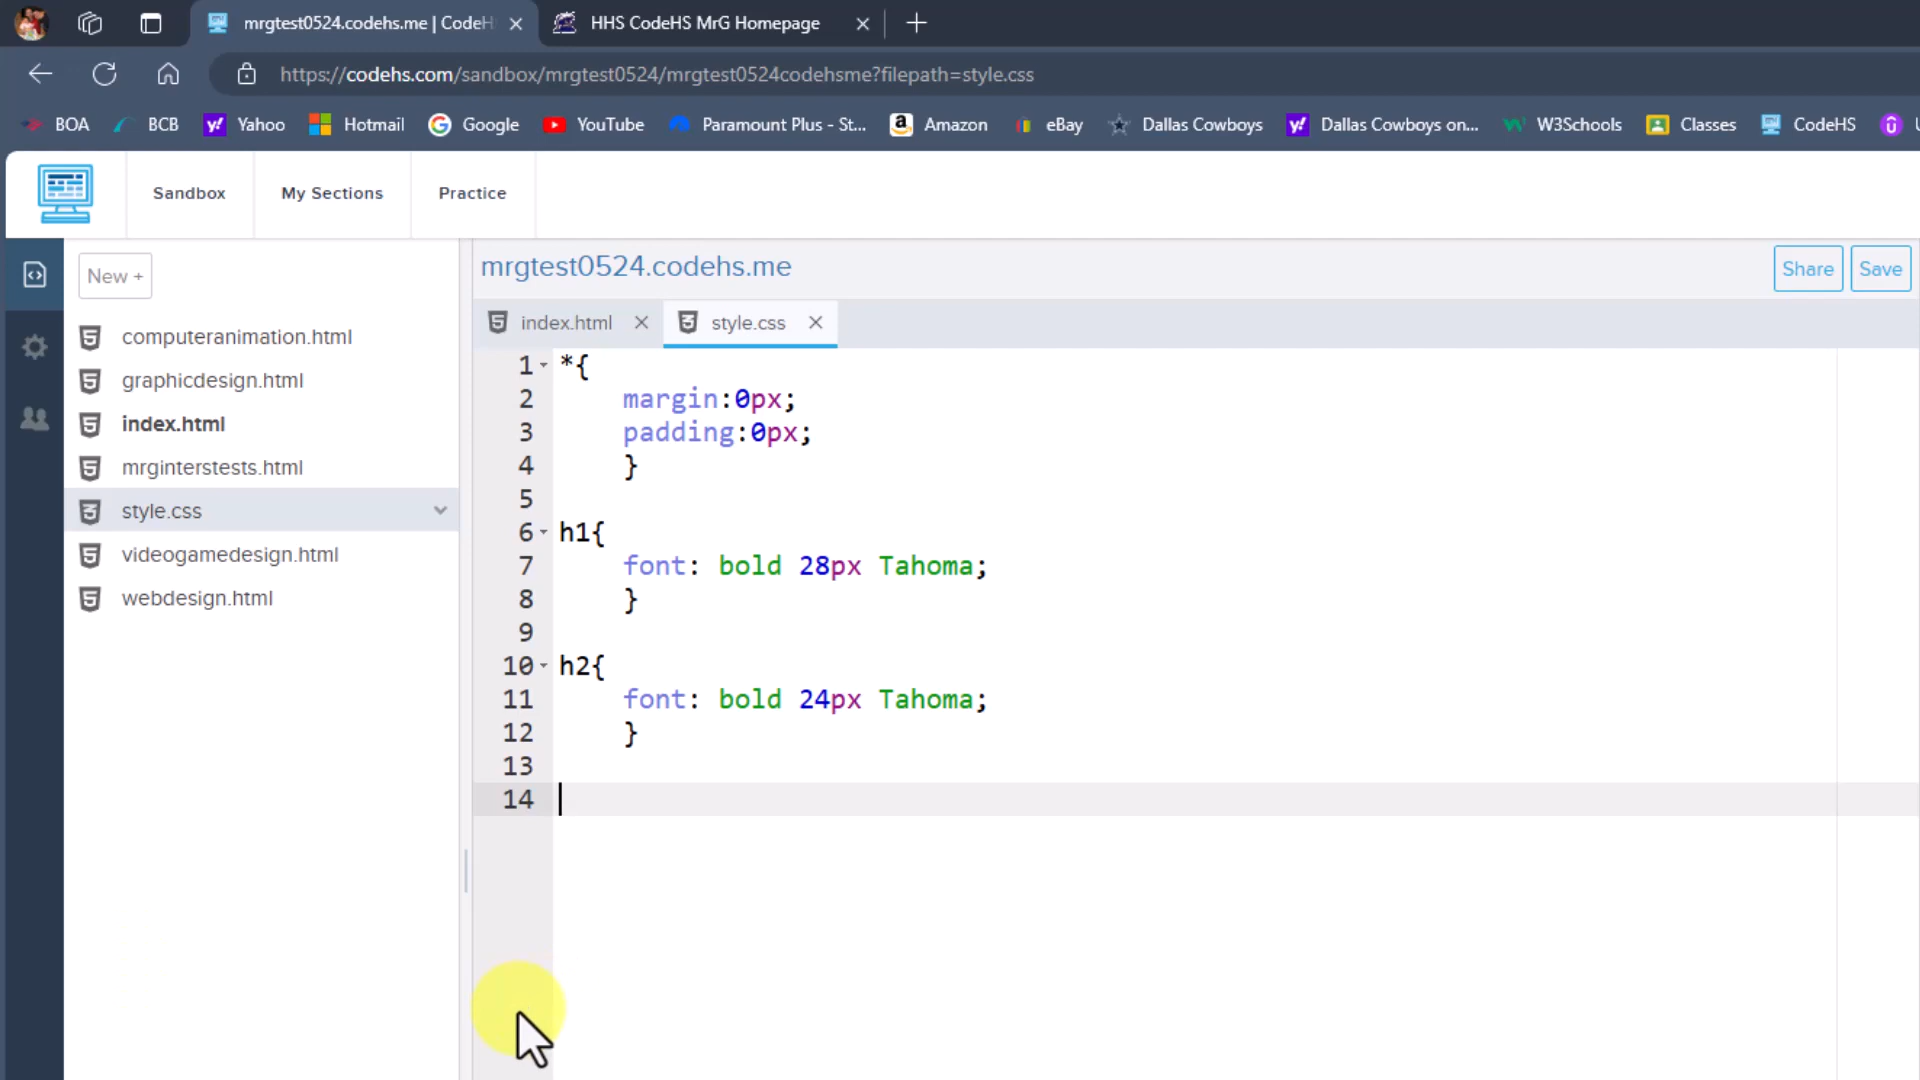 mrgtest0524.codehs.me | CodeH
HHS CodeHS MrG Homepage
https://codehs.com/sandbox/mrgtest0524/mrgtest0524codehsme?filepath=style.css
BOA BCB Yahoo Hotmail Google YouTube Paramount Plus - St... Amazon eBay Dallas Cowboys Dallas Cowboys on... W3Schools Classes CodeHS
Sandbox My Sections Practice
New +
computeranimation.html
graphicdesign.html
index.html
mrginterstests.html
style.css
videogamedesign.html
webdesign.html
mrgtest0524.codehs.me
Share Save
index.html style.css
1 *{
2 margin:0px;
3 padding:0px;
4 }
5
6 h1{
7 font: bold 28px Tahoma;
8 }
9
10 h2{
11 font: bold 24px Tahoma;
12 }
13
14